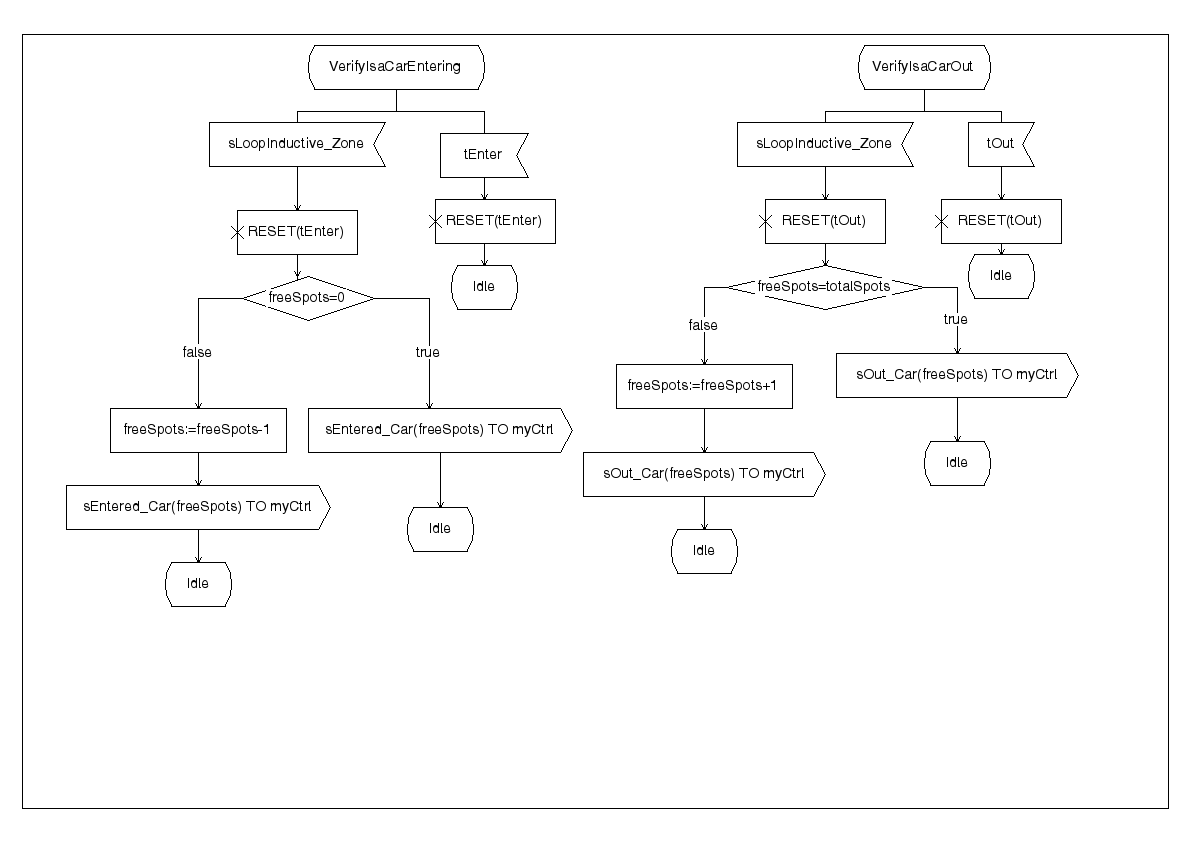 VerifyIsaCarEntering
sLoopInductive_Zone
tEnter
RESET(tEnter)
RESET(tEnter)
Idle
freeSpots=0
false
true
freeSpots:=freeSpots-1
sEntered_Car(freeSpots) TO myCtrl
sEntered_Car(freeSpots) TO myCtrl
Idle
Idle
VerifyIsaCarOut
sLoopInductive_Zone
tOut
RESET(tOut)
RESET(tOut)
Idle
freeSpots=totalSpots
false
true
freeSpots:=freeSpots+1
sOut_Car(freeSpots) TO myCtrl
sOut_Car(freeSpots) TO myCtrl
Idle
Idle